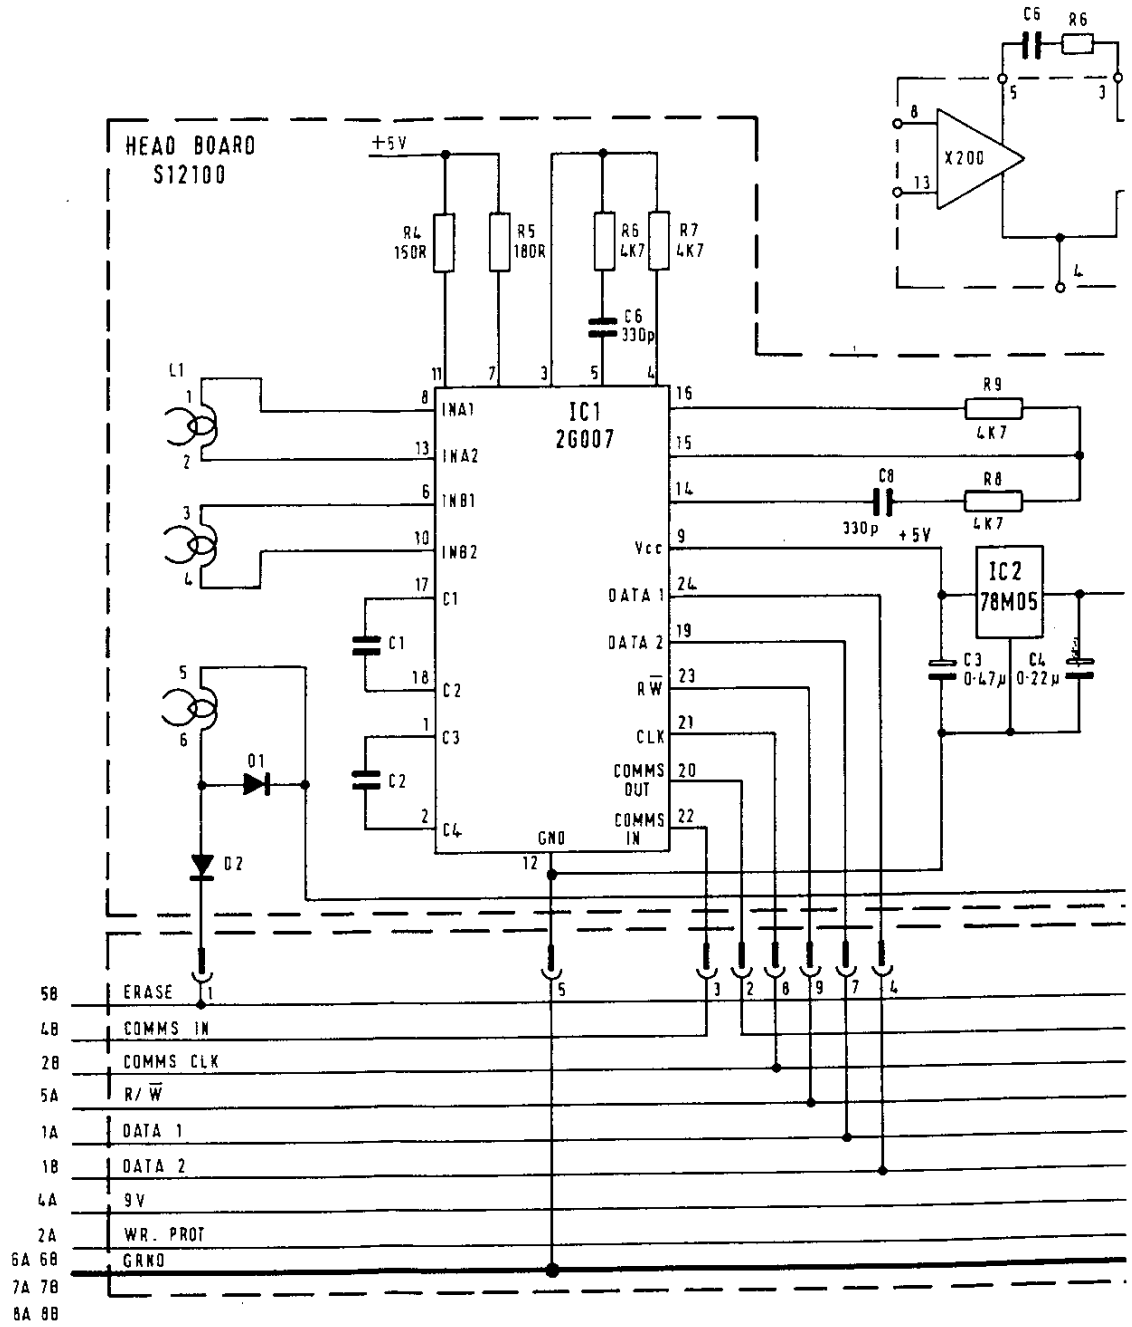 C6
R6
5
3
8
X200
13
4
HEAD BOARD
S12100
+5V
R4
150R
R5
180R
R6
4K7
R7
4K7
C6
330p
11
7
3
5
4
L1
1
2
8
INA1
13
INA2
IC1
2G007
16
R9
4K7
15
14
C8
330p
R8
4K7
3
4
6
INB1
10
INB2
Vcc
9
+5V
IC2
78M05
17
C1
C1
18
C2
DATA 1
24
DATA 2
19
C3
0·47µ
C4
0·22µ
5
6
R W̅
23
1
C3
CLK
21
D1
C2
COMMS
OUT
20
2
C4
COMMS
IN
22
GND
12
D2
5B
ERASE
1
5
3
2
8
9
7
4
4B
COMMS IN
2B
COMMS CLK
5A
R/W̅
1A
DATA 1
1B
DATA 2
4A
9V
2A
WR. PROT
6A 6B
GRND
7A 7B
8A 8B